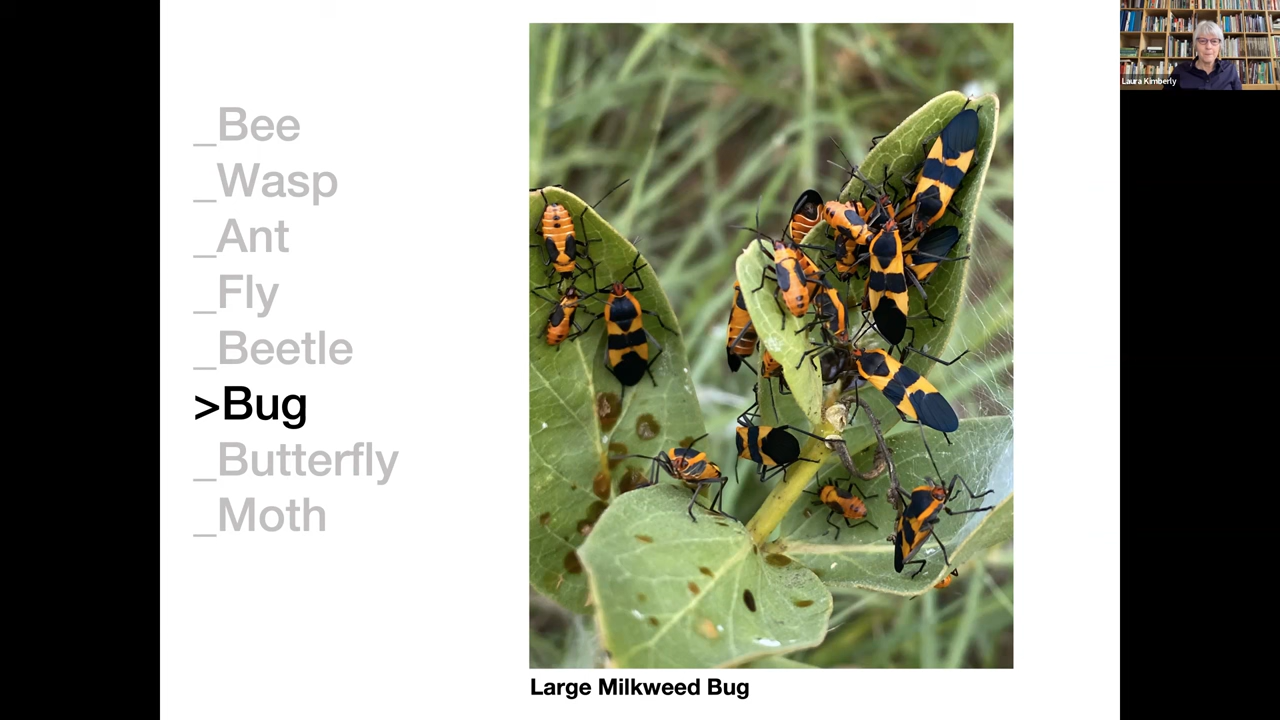 _Bee
_Wasp
_Ant
_Fly
_Beetle
>Bug
_Butterfly
_Moth
Large Milkweed Bug
Laura Kimberly